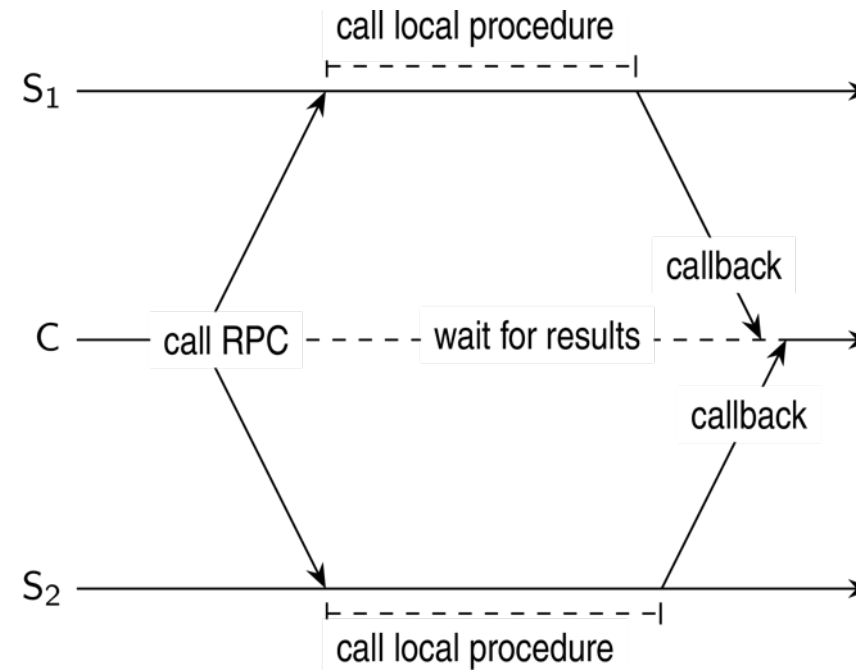 call local procedure
S₁
callback
C
call RPC
wait for results
callback
S₂
call local procedure